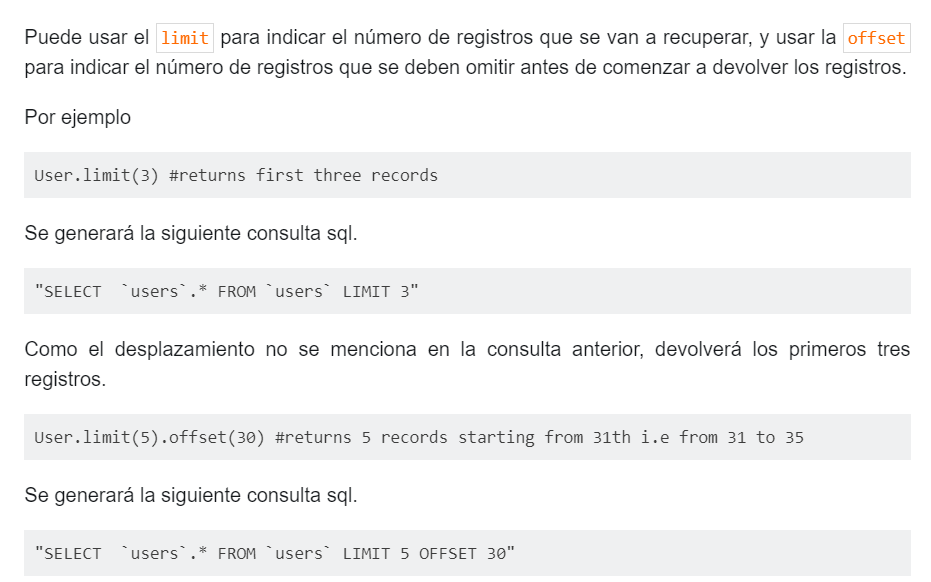 Puede usar el limit para indicar el número de registros que se van a recuperar, y usar la offset
para indicar el número de registros que se deben omitir antes de comenzar a devolver los registros.
Por ejemplo
User.limit(3) #returns first three records
Se generará la siguiente consulta sql.
"SELECT  `users`.* FROM `users` LIMIT 3"
Como el desplazamiento no se menciona en la consulta anterior, devolverá los primeros tres
registros.
User.limit(5).offset(30) #returns 5 records starting from 31th i.e from 31 to 35
Se generará la siguiente consulta sql.
"SELECT  `users`.* FROM `users` LIMIT 5 OFFSET 30"